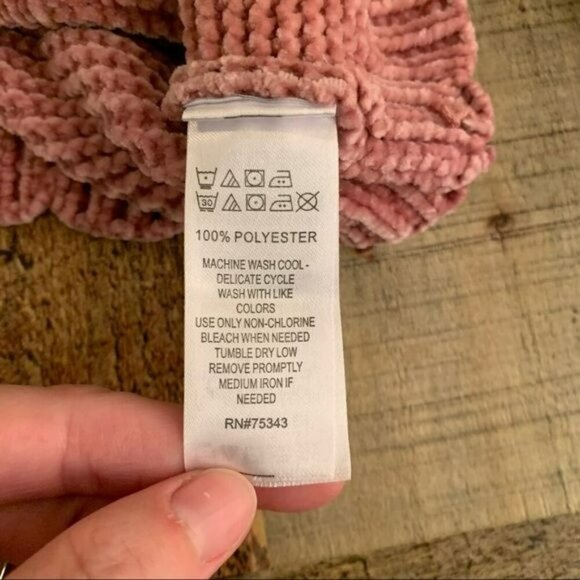 30
100% POLYESTER
MACHINE WASH COOL -
DELICATE CYCLE
WASH WITH LIKE
COLORS
USE ONLY NON-CHLORINE
BLEACH WHEN NEEDED
TUMBLE DRY LOW
REMOVE PROMPTLY
MEDIUM IRON IF
NEEDED
RN#75343